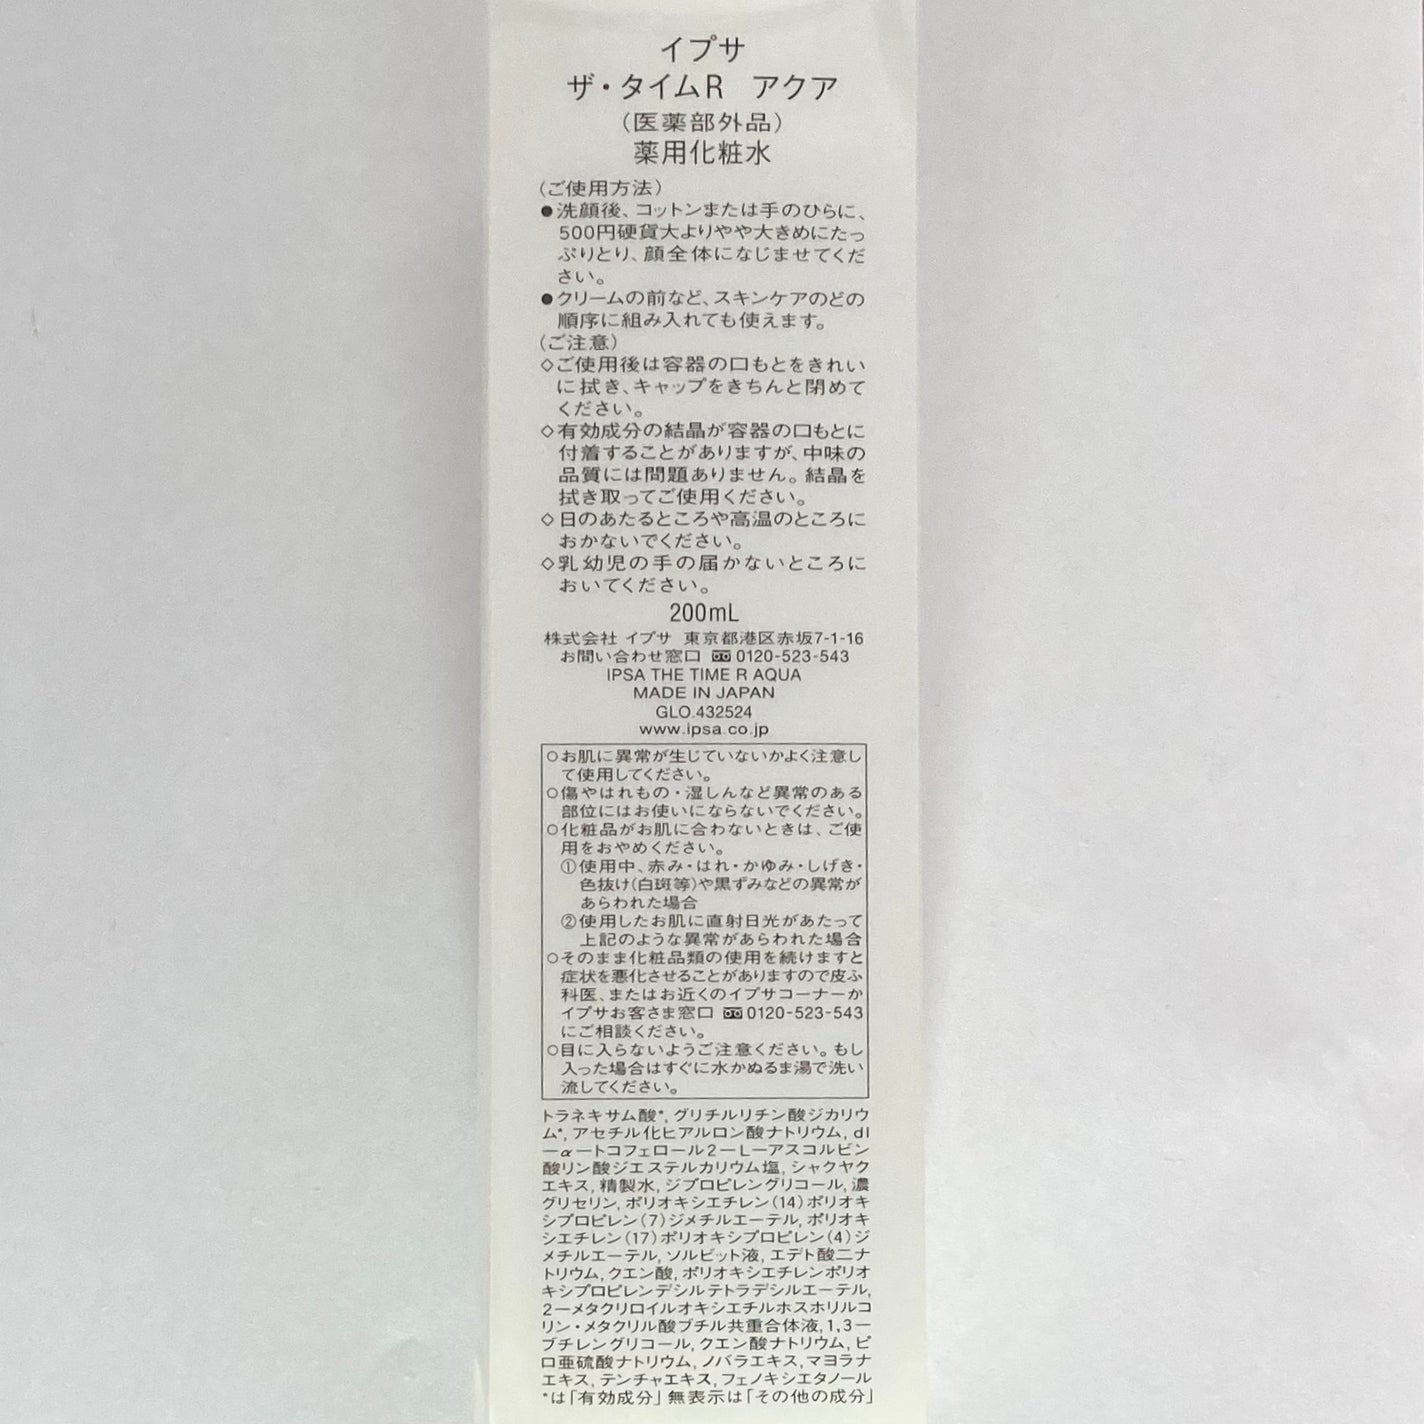 イプサ
ザ・タイムR アクア
(医薬部外品)
薬用化粧水
(ご使用方法)
●洗顔後、コットンまたは手のひらに、
500円硬貨大よりやや大きめにたっ
ぷりとり、顔全体になじませてくだ
さい。
●クリームの前など、スキンケアのどの
順序に組み入れても使えます。
(ご注意)
◇ご使用後は容器の口もとをきれい
に拭き、キャップをきちんと閉めて
ください。
◇有効成分の結晶が容器の口もとに
付着することがありますが、中味の
品質には問題ありません。結晶を
拭き取ってご使用ください。
◇日のあたるところや高温のところに
おかないでください。
◇乳幼児の手の届かないところに
おいてください。
200mL
株式会社 イプサ 東京都港区赤坂7-1-16
お問い合わせ窓口 0120-523-543
IPSA THE TIME R AQUA
MADE IN JAPAN
GLO.432524
www.ipsa.co.jp
○お肌に異常が生じていないかよく注意し
て使用してください。
○傷やはれもの・湿しんなど異常のある
部位にはお使いにならないでください。
○化粧品がお肌に合わないときは、ご使
用をおやめください。
①使用中、赤み・はれ・かゆみ・しげき・
色抜け(白斑等)や黒ずみなどの異常が
あらわれた場合
②使用したお肌に直射日光があたって
上記のような異常があらわれた場合
○そのまま化粧品類の使用を続けますと
症状を悪化させることがありますので皮ふ
科医、またはお近くのイプサコーナーか
イプサお客さま窓口 0120-523-543
にご相談ください。
○目に入らないようご注意ください。もし
入った場合はすぐに水かぬるま湯で洗い
流してください。
トラネキサム酸*, グリチルリチン酸ジカリウ
ム*, アセチル化ヒアルロン酸ナトリウム, dl
ーαートコフェロール2ーLーアスコルビン
酸リン酸ジエステルカリウム塩, シャクヤク
エキス, 精製水, ジプロピレングリコール, 濃
グリセリン, ポリオキシエチレン(14)ポリオキ
シプロピレン(7)ジメチルエーテル, ポリオキ
シエチレン(17)ポリオキシプロピレン(4)ジ
メチルエーテル, ソルビット液, エデト酸二ナ
トリウム, クエン酸, ポリオキシエチレンポリオ
キシプロピレンデシルテトラデシルエーテル,
2ーメタクリロイルオキシエチルホスホリルコ
リン・メタクリル酸ブチル共重合体液, 1,3ー
ブチレングリコール, クエン酸ナトリウム, ピ
ロ亜硫酸ナトリウム, ノバラエキス, マヨラナ
エキス, テンチャエキス, フェノキシエタノール
*は「有効成分」無表示は「その他の成分」